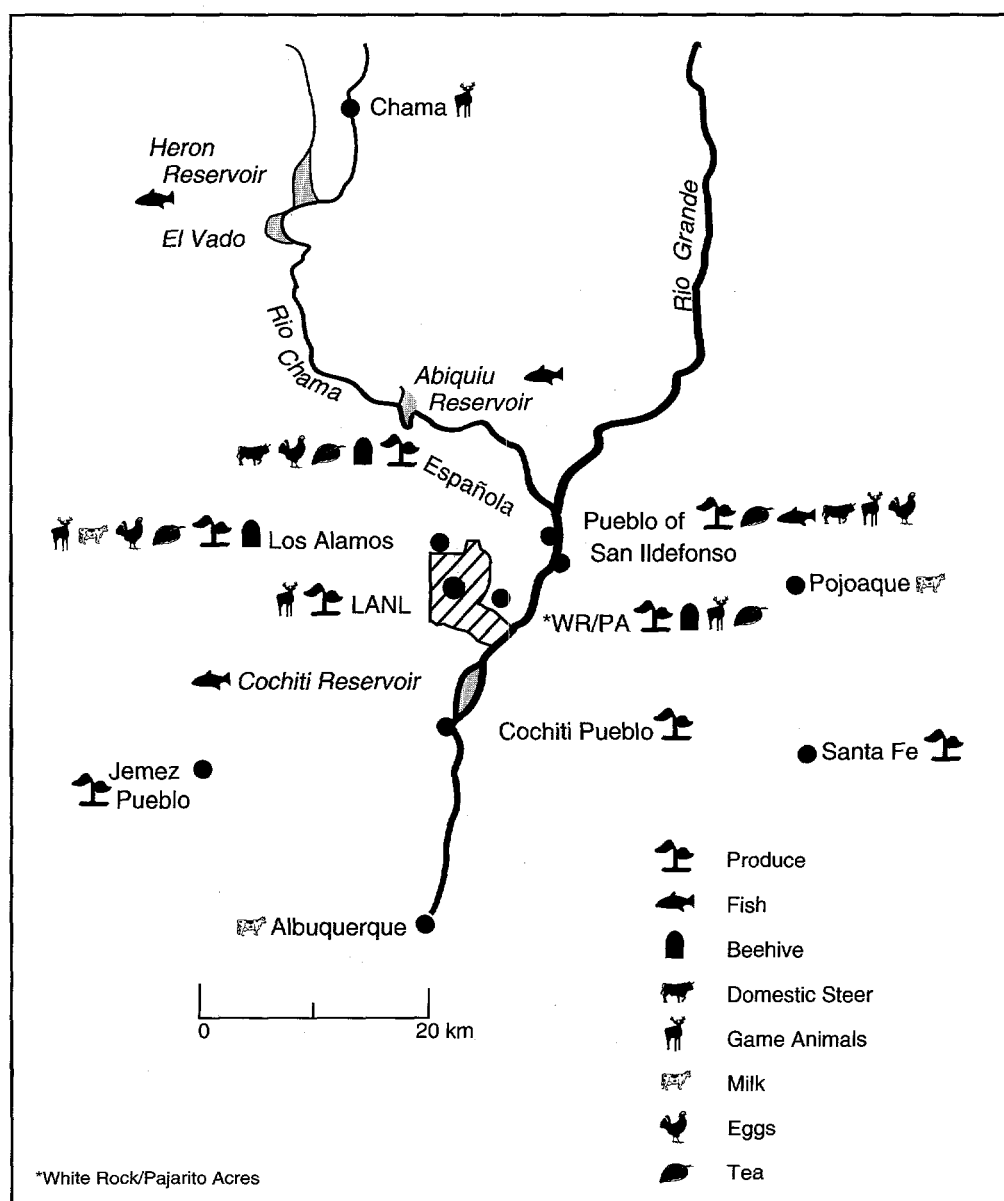 Chama
Heron
Reservoir
El Vado
Rio Grande
Rio Chama
Abiquiu
Reservoir
Española
Pueblo of
San Ildefonso
Los Alamos
Pojoaque
LANL
*WR/PA
Cochiti Reservoir
Cochiti Pueblo
Santa Fe
Jemez
Pueblo
Albuquerque
0
20 km
Produce
Fish
Beehive
Domestic Steer
Game Animals
Milk
Eggs
Tea
*White Rock/Pajarito Acres